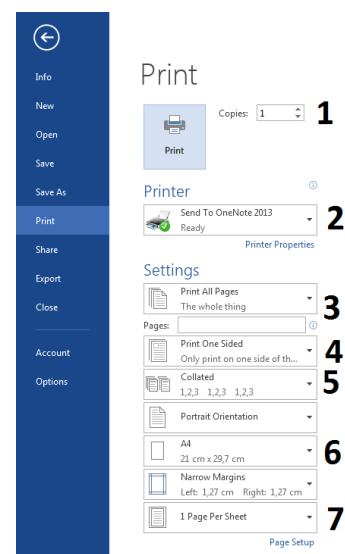 Info
New
Open
Save
Save As
Print
Share
Export
Close
Account
Options
Print
Copies: 1
1
Print
Printer
Send To OneNote 2013
Ready
2
Printer Properties
Settings
Print All Pages
The whole thing
3
Pages:
Print One Sided
Only print on one side of th...
4
Collated
1,2,3 1,2,3 1,2,3
5
Portrait Orientation
A4
21 cm x 29,7 cm
6
Narrow Margins
Left: 1,27 cm Right: 1,27 cm
1 Page Per Sheet
7
Page Setup